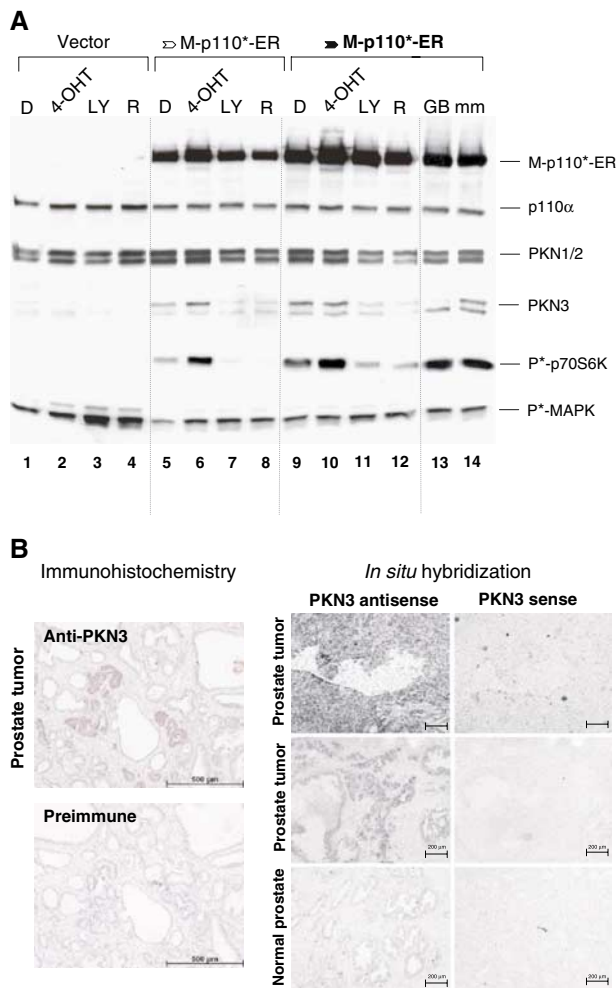 A
Vector
M-p110*-ER
M-p110*-ER
D 4-OHT LY R D 4-OHT LY R D 4-OHT LY R GB mm
M-p110*-ER
p110α
PKN1/2
PKN3
P*-p70S6K
P*-MAPK
1 2 3 4 5 6 7 8 9 10 11 12 13 14
B
Immunohistochemistry
In situ hybridization
PKN3 antisense PKN3 sense
Prostate tumor
Anti-PKN3
500 µm
Preimmune
500 µm
Prostate tumor
Prostate tumor
200 µm
200 µm
Normal prostate
200 µm
200 µm